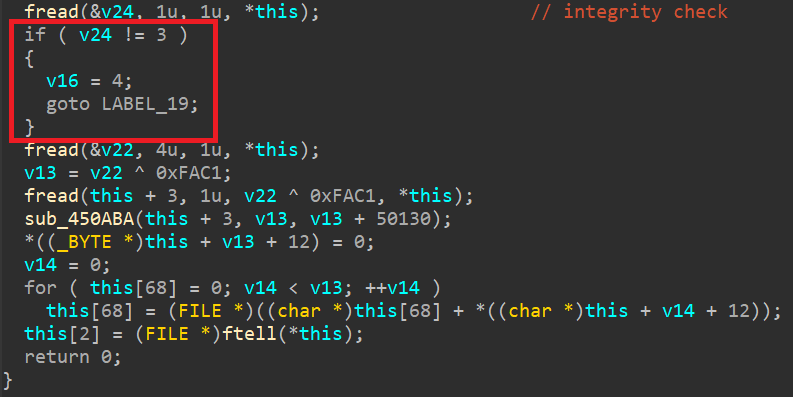 fread(&v24, 1u, 1u, *this); // integrity check
if ( v24 != 3 )
{
v16 = 4;
goto LABEL_19;
}
fread(&v22, 4u, 1u, *this);
v13 = v22 ^ 0xFAC1;
fread(this + 3, 1u, v22 ^ 0xFAC1, *this);
sub_450ABA(this + 3, v13, v13 + 50130);
*((_BYTE *)this + v13 + 12) = 0;
v14 = 0;
for ( this[68] = 0; v14 < v13; ++v14 )
this[68] = (FILE *)((char *)this[68] + *((char *)this + v14 + 12));
this[2] = (FILE *)ftell(*this);
return 0;
}